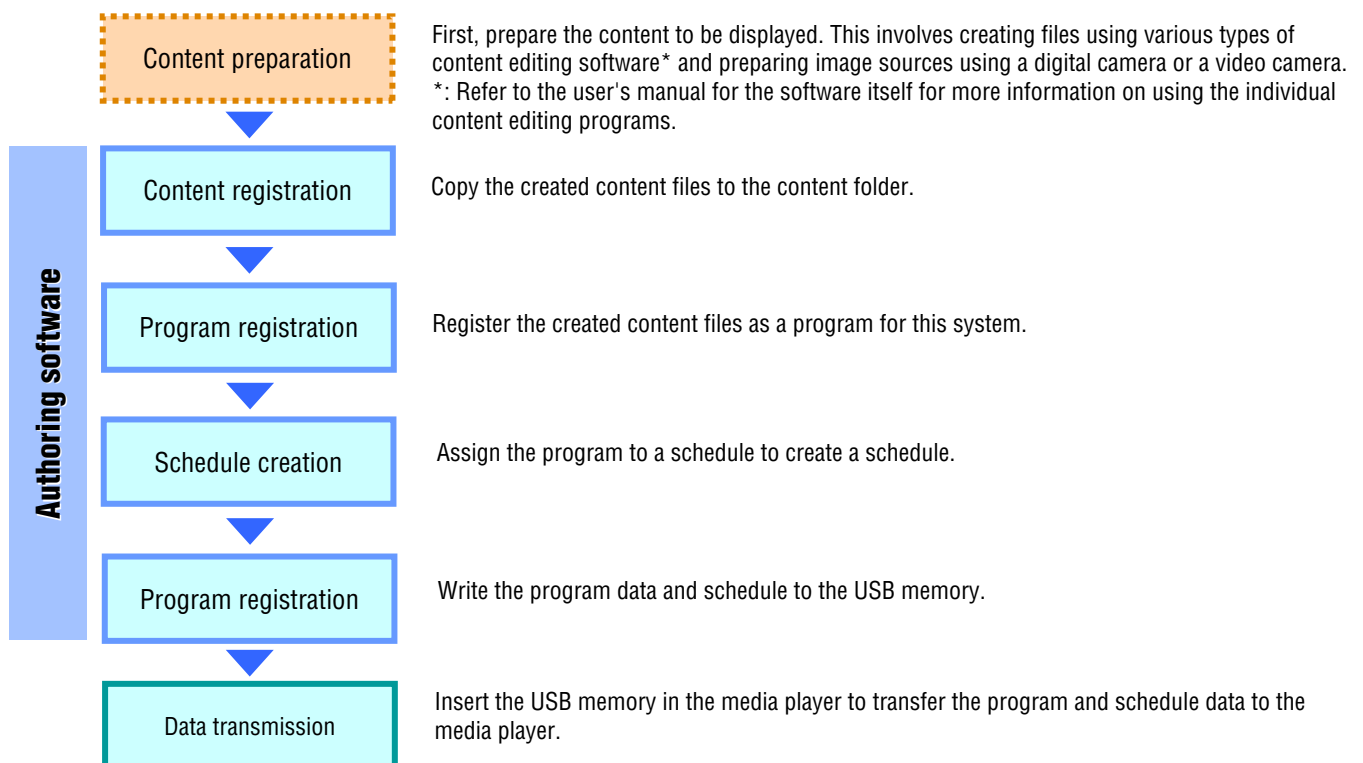 Content preparation
First, prepare the content to be displayed. This involves creating files using various types of
content editing software* and preparing image sources using a digital camera or a video camera.
*: Refer to the user's manual for the software itself for more information on using the individual
content editing programs.
Authoring software
Content registration
Copy the created content files to the content folder.
Program registration
Register the created content files as a program for this system.
Schedule creation
Assign the program to a schedule to create a schedule.
Program registration
Write the program data and schedule to the USB memory.
Data transmission
Insert the USB memory in the media player to transfer the program and schedule data to the
media player.